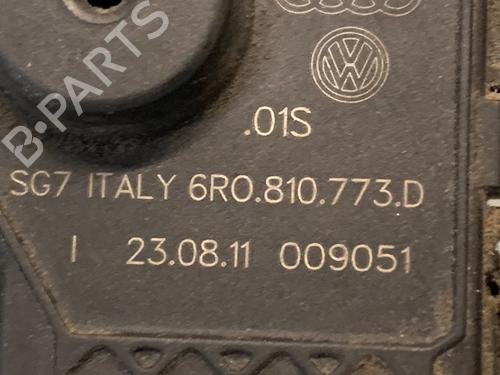 B-PARTS
.01S
SG7 ITALY 6R0.810.773.D
I 23.08.11 009051